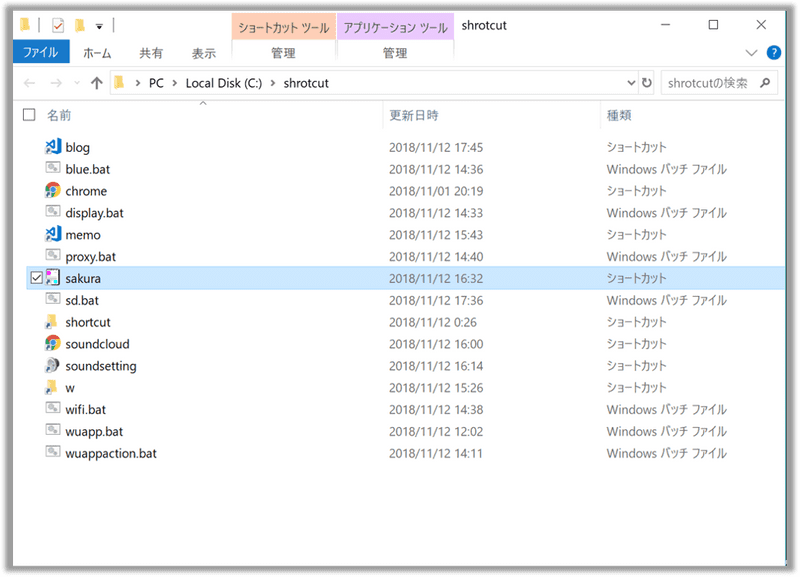 ショートカット ツール アプリケーション ツール shrotcut
ファイル ホーム 共有 表示 管理 管理
PC Local Disk (C:) shrotcut shrotcutの検索
名前 更新日時 種類
blog 2018/11/12 17:45 ショートカット
blue.bat 2018/11/12 14:36 Windows バッチ ファイル
chrome 2018/11/01 20:19 ショートカット
display.bat 2018/11/12 14:33 Windows バッチ ファイル
memo 2018/11/12 15:43 ショートカット
proxy.bat 2018/11/12 14:40 Windows バッチ ファイル
sakura 2018/11/12 16:32 ショートカット
sd.bat 2018/11/12 17:36 Windows バッチ ファイル
shortcut 2018/11/12 0:26 ショートカット
soundcloud 2018/11/12 16:00 ショートカット
soundsetting 2018/11/12 16:14 ショートカット
w 2018/11/12 15:26 ショートカット
wifi.bat 2018/11/12 14:38 Windows バッチ ファイル
wuapp.bat 2018/11/12 12:02 Windows バッチ ファイル
wuappaction.bat 2018/11/12 14:11 Windows バッチ ファイル